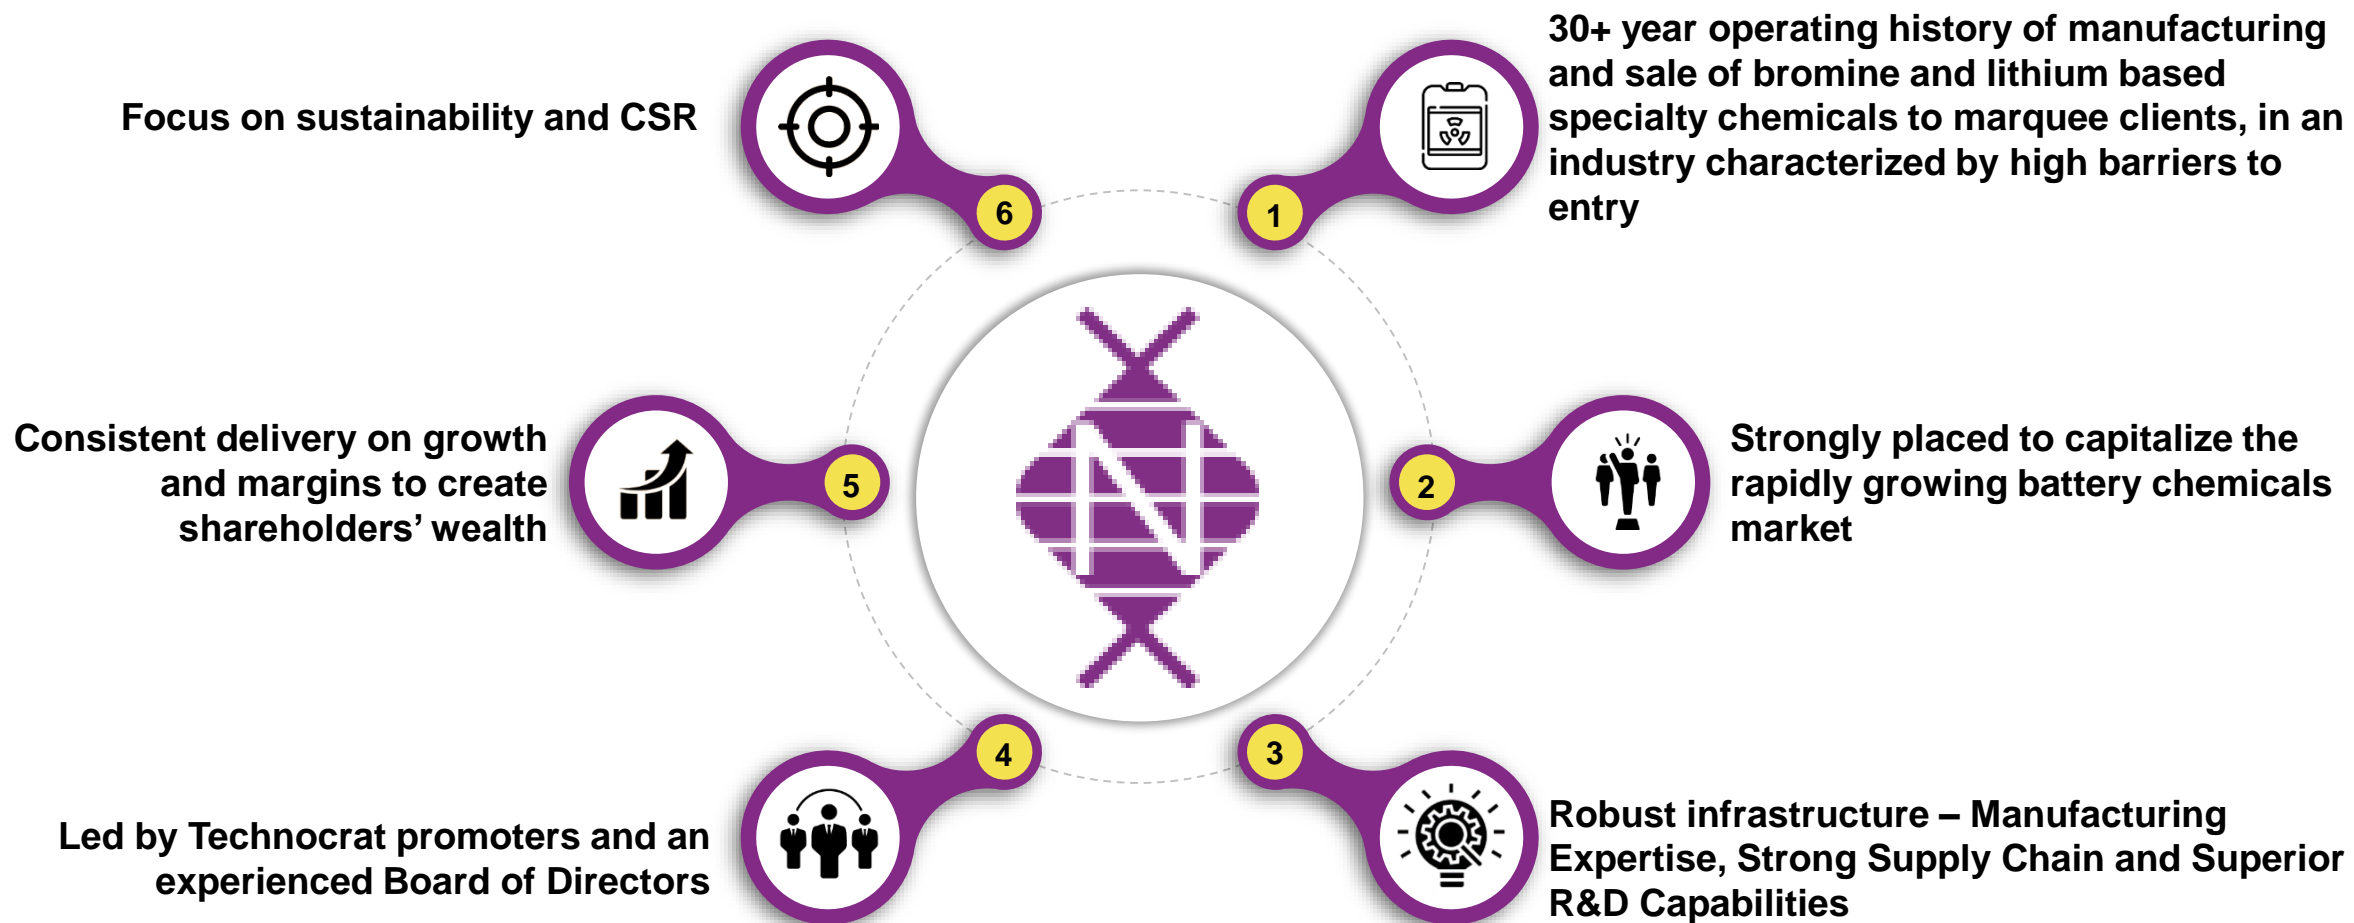 30+ year operating history of manufacturing
and sale of bromine and lithium based
specialty chemicals to marquee clients, in an
industry characterized by high barriers to
entry
1
Strongly placed to capitalize the
rapidly growing battery chemicals
market
2
Robust infrastructure – Manufacturing
Expertise, Strong Supply Chain and Superior
R&D Capabilities
3
Led by Technocrat promoters and an
experienced Board of Directors
4
Consistent delivery on growth
and margins to create
shareholders’ wealth
5
Focus on sustainability and CSR
6
N